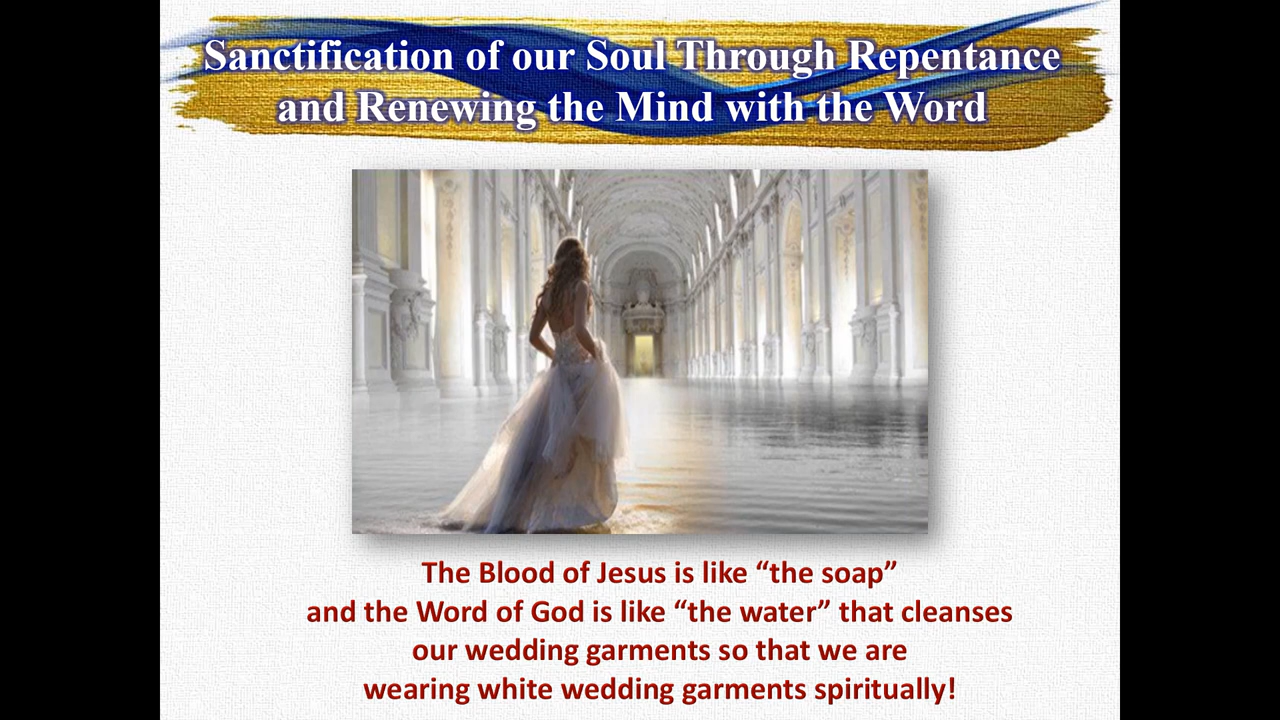 Sanctification of our Soul Through Repentance
and Renewing the Mind with the Word
The Blood of Jesus is like “the soap”
and the Word of God is like “the water” that cleanses
our wedding garments so that we are
wearing white wedding garments spiritually!